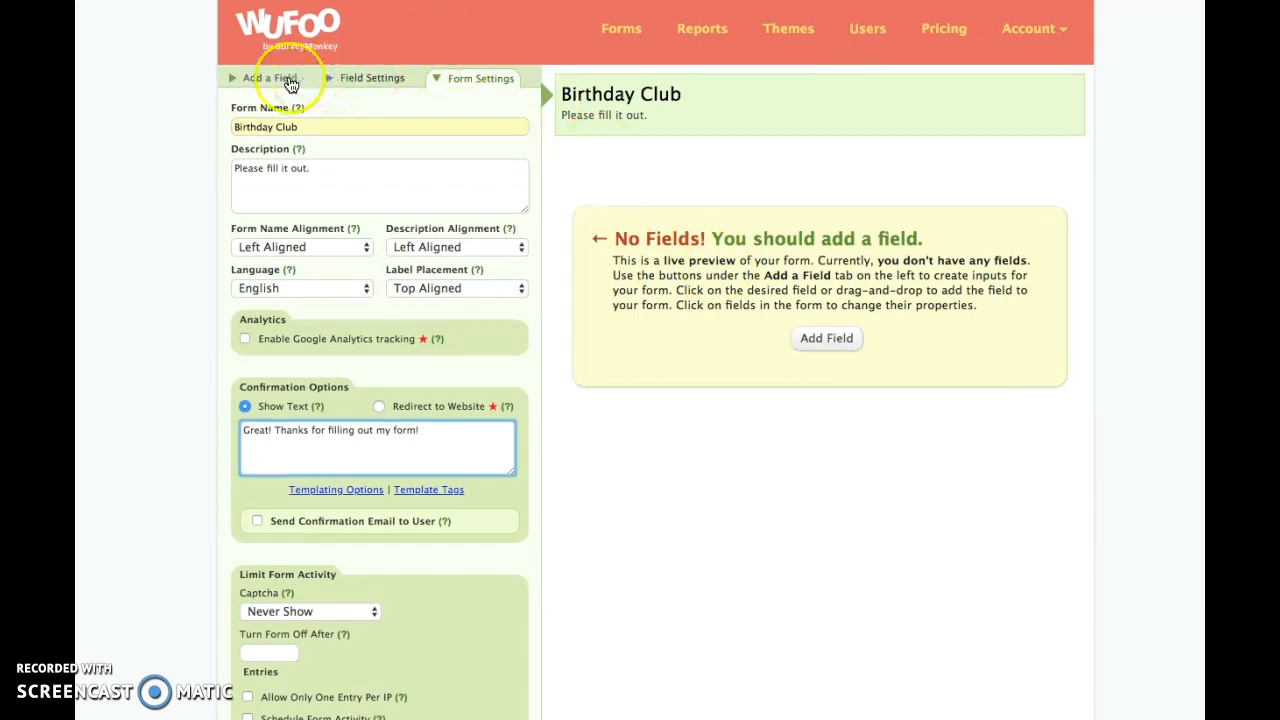 WUFOO
by SurveyMonkey
Forms Reports Themes Users Pricing Account
Add a Field Field Settings Form Settings
Form Name (?)
Birthday Club
Description (?)
Please fill it out.
Form Name Alignment (?) Description Alignment (?)
Left Aligned Left Aligned
Language (?) Label Placement (?)
English Top Aligned
Analytics
Enable Google Analytics tracking ★ (?)
Confirmation Options
Show Text (?) Redirect to Website ★ (?)
Great! Thanks for filling out my form!
Templating Options | Template Tags
Send Confirmation Email to User (?)
Limit Form Activity
Captcha (?)
Never Show
Turn Form Off After (?)
Entries
Allow Only One Entry Per IP (?)
Schedule Form Activity (?)
Birthday Club
Please fill it out.
← No Fields! You should add a field.
This is a live preview of your form. Currently, you don't have any fields.
Use the buttons under the Add a Field tab on the left to create inputs for
your form. Click on the desired field or drag-and-drop to add the field to
your form. Click on fields in the form to change their properties.
Add Field
RECORDED WITH
SCREENCAST MATIC